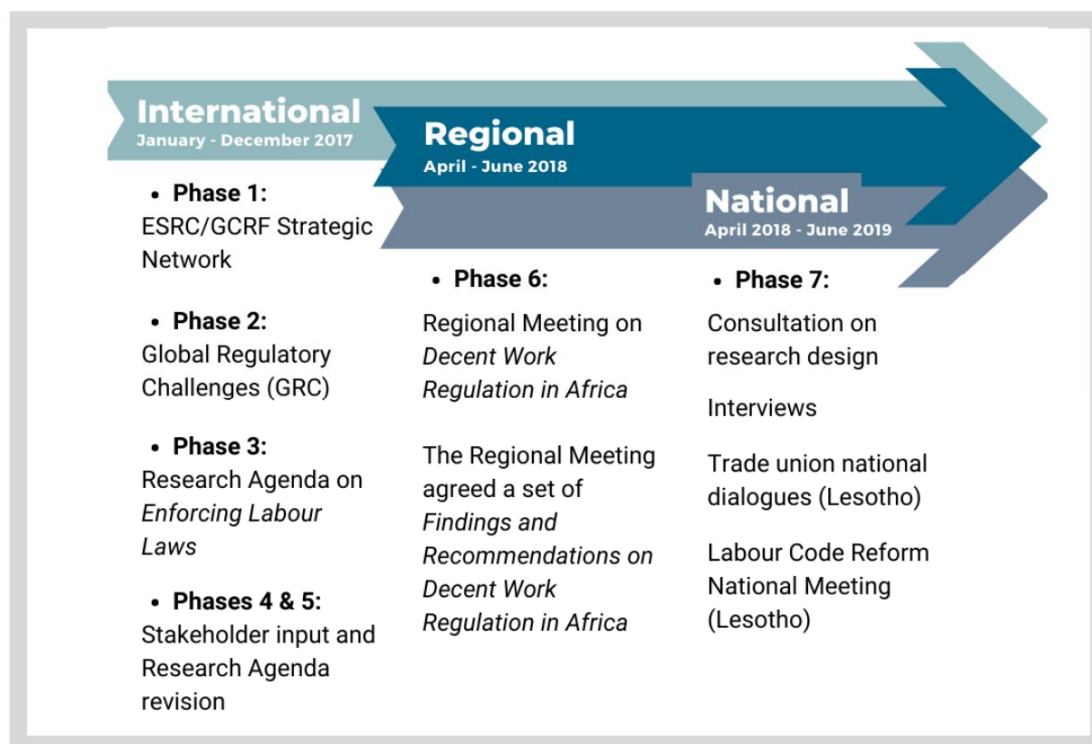 International
January - December 2017
• Phase 1:
ESRC/GCRF Strategic
Network
• Phase 2:
Global Regulatory
Challenges (GRC)
• Phase 3:
Research Agenda on
Enforcing Labour
Laws
• Phases 4 & 5:
Stakeholder input and
Research Agenda
revision
Regional
April - June 2018
• Phase 6:
Regional Meeting on
Decent Work
Regulation in Africa
The Regional Meeting
agreed a set of
Findings and
Recommendations on
Decent Work
Regulation in Africa
National
April 2018 - June 2019
• Phase 7:
Consultation on
research design
Interviews
Trade union national
dialogues (Lesotho)
Labour Code Reform
National Meeting
(Lesotho)